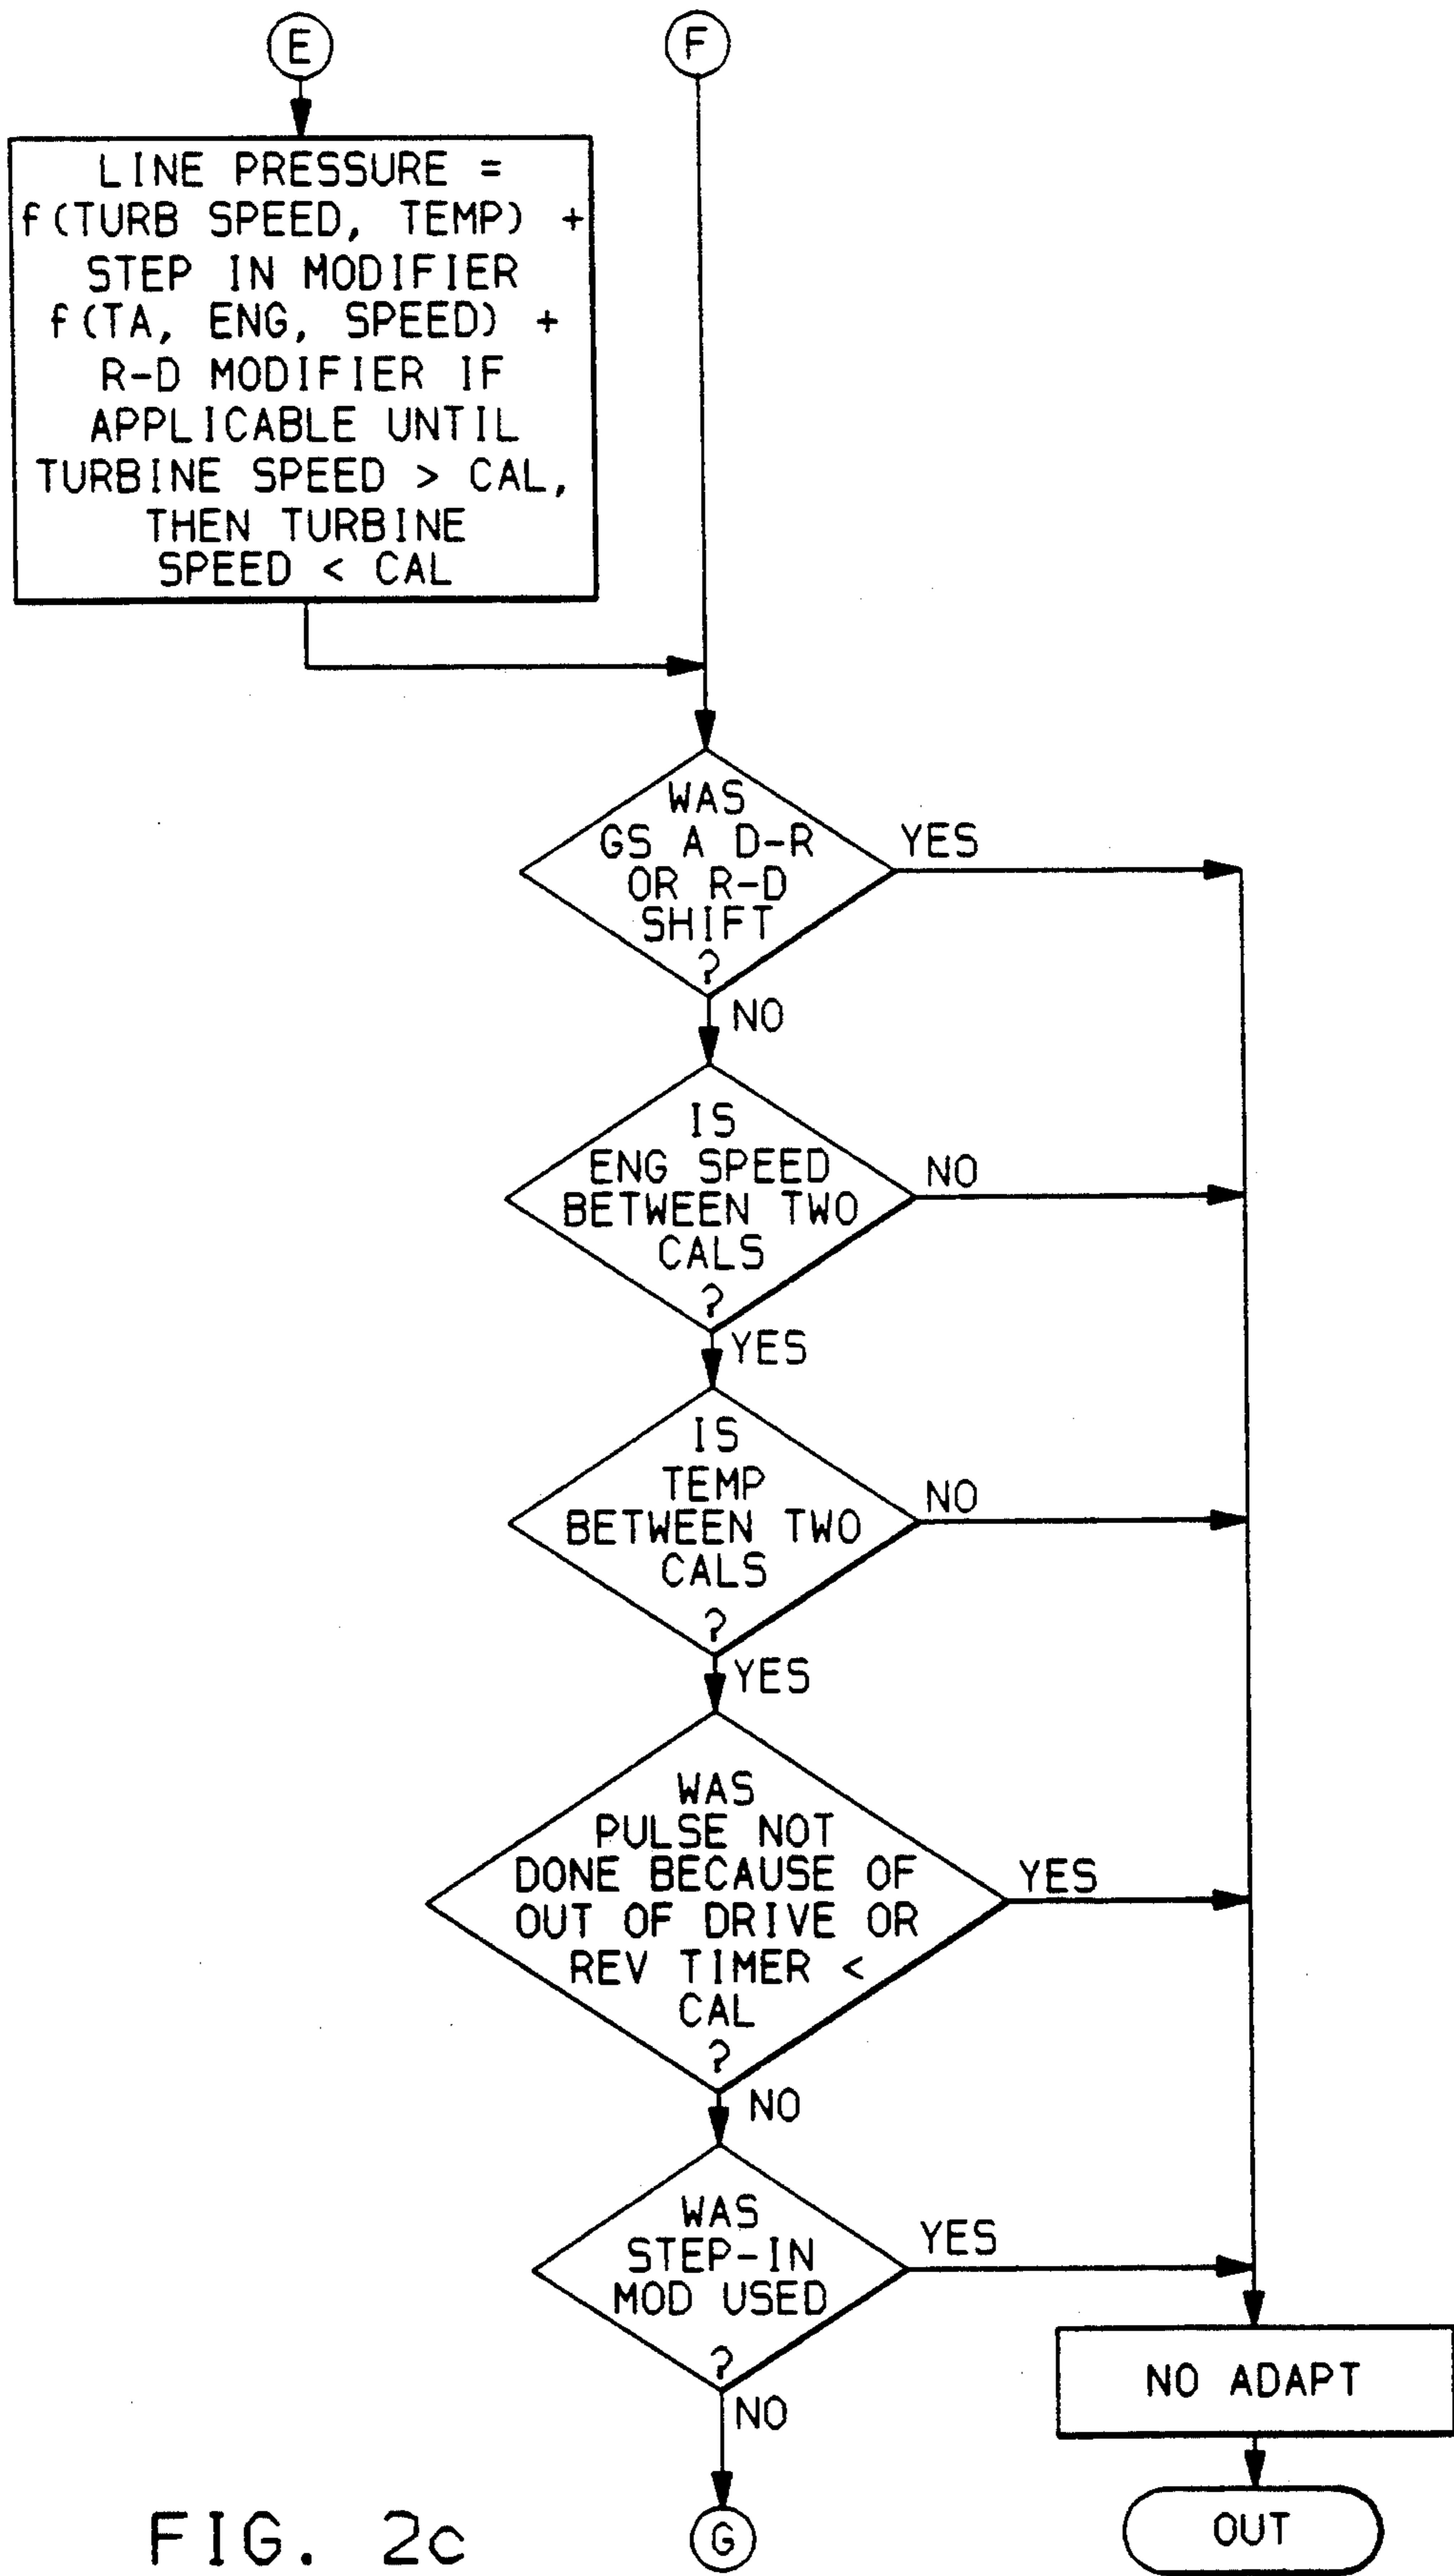 E
F
LINE PRESSURE =
f(TURB SPEED, TEMP) +
STEP IN MODIFIER
f(TA, ENG, SPEED) +
R-D MODIFIER IF
APPLICABLE UNTIL
TURBINE SPEED > CAL,
THEN TURBINE
SPEED < CAL
WAS
GS A D-R
OR R-D
SHIFT
?
YES
NO
IS
ENG SPEED
BETWEEN TWO
CALS
?
NO
YES
IS
TEMP
BETWEEN TWO
CALS
?
NO
YES
WAS
PULSE NOT
DONE BECAUSE OF
OUT OF DRIVE OR
REV TIMER <
CAL
?
YES
NO
WAS
STEP-IN
MOD USED
?
YES
NO
NO ADAPT
G
OUT
FIG. 2c